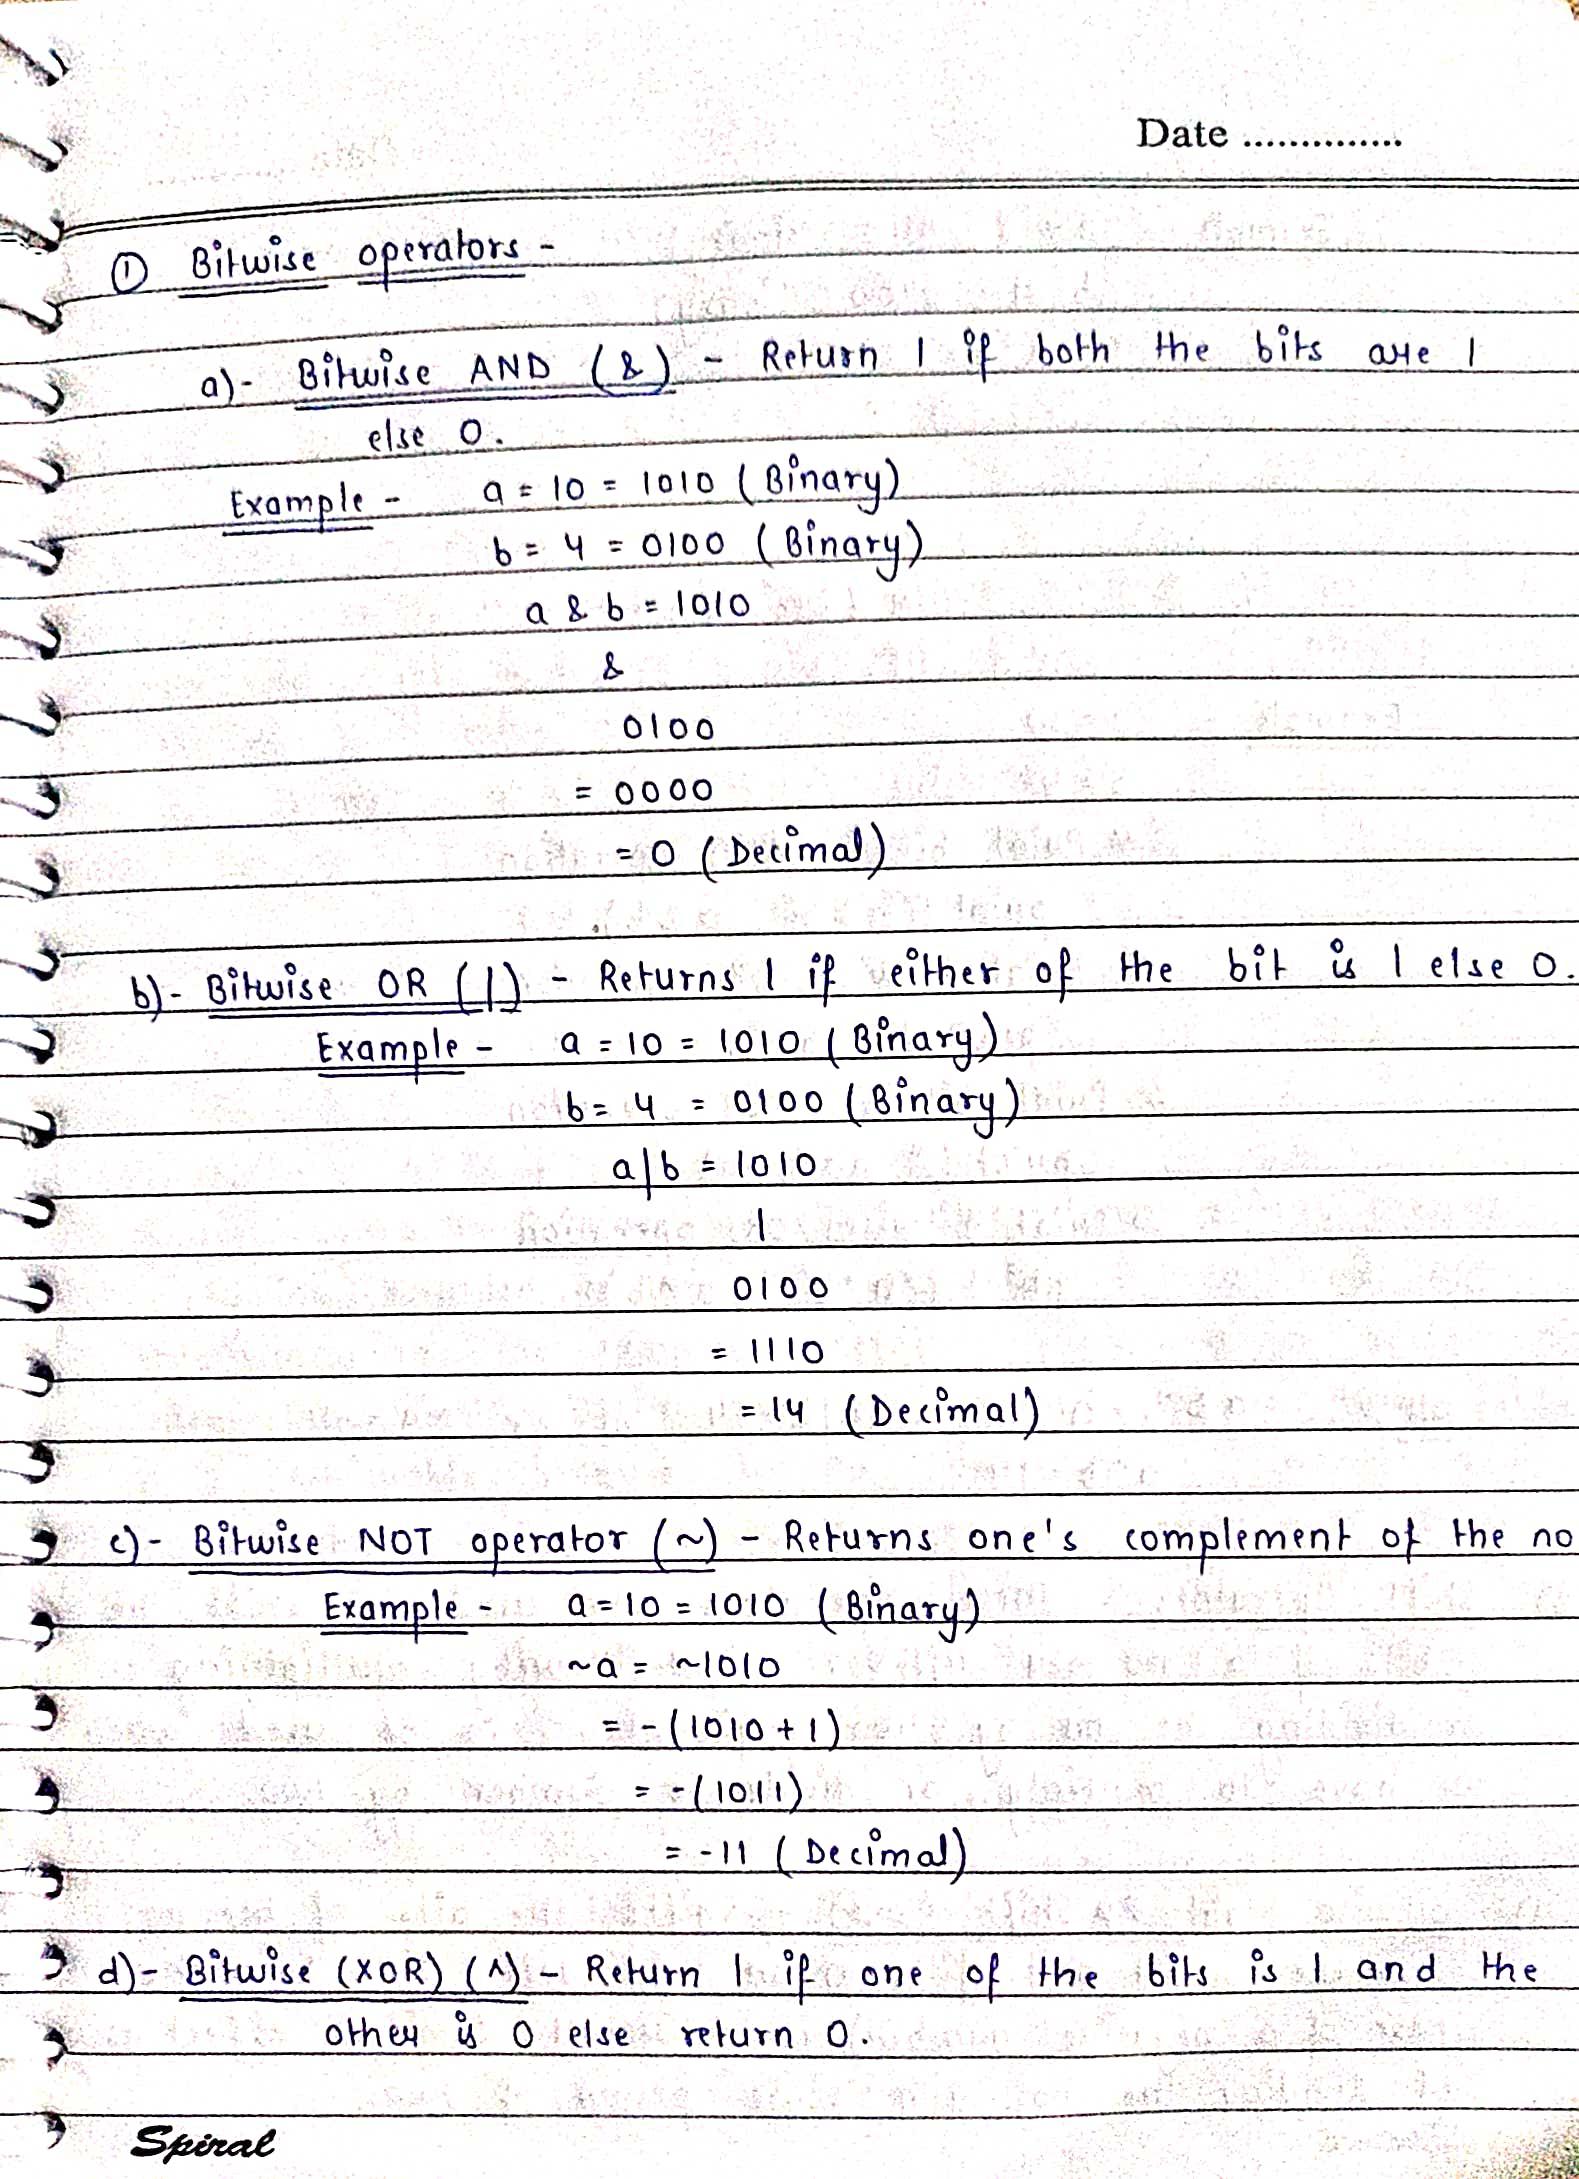 Date ..............
① Bitwise operators -
a)- Bitwise AND (&) - Return 1 if both the bits are 1
else 0.
Example - a = 10 = 1010 (Binary)
b = 4 = 0100 (Binary)
a & b = 1010
&
0100
= 0000
= 0 (Decimal)
b)- Bitwise OR (|) - Returns 1 if either of the bit is 1 else 0.
Example - a = 10 = 1010 (Binary)
b = 4 = 0100 (Binary)
a|b = 1010
|
0100
= 1110
= 14 (Decimal)
c)- Bitwise NOT operator (~) - Returns one's complement of the no
Example - a = 10 = 1010 (Binary)
~a = ~1010
= -(1010 + 1)
= -(1011)
= -11 (Decimal)
d)- Bitwise (XOR) (^) - Return 1 if one of the bits is 1 and the
other is 0 else return 0.
Spiral